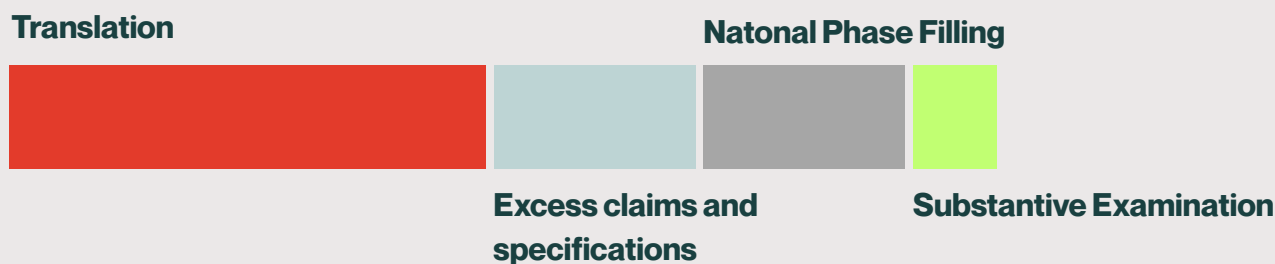 Translation
Natonal Phase Filling
Excess claims and
specifications
Substantive Examination